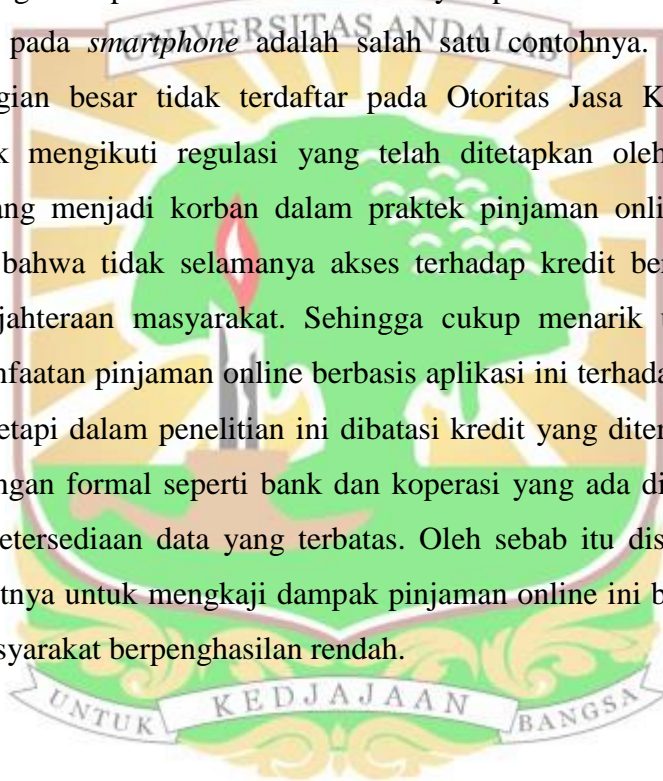 UNIVERSITAS ANDALAS
pada smartphone adalah salah satu contohnya.
gian besar tidak terdaftar pada Otoritas Jasa K
k mengikuti regulasi yang telah ditetapkan oleh
ang menjadi korban dalam praktek pinjaman onli
bahwa tidak selamanya akses terhadap kredit ber
jahteraan masyarakat. Sehingga cukup menarik
nfaatan pinjaman online berbasis aplikasi ini terhada
etapi dalam penelitian ini dibatasi kredit yang diter
ngan formal seperti bank dan koperasi yang ada di
etersediaan data yang terbatas. Oleh sebab itu dis
tnya untuk mengkaji dampak pinjaman online ini b
syarakat berpenghasilan rendah.
UNTUK KEDJAJAAN BANGSA